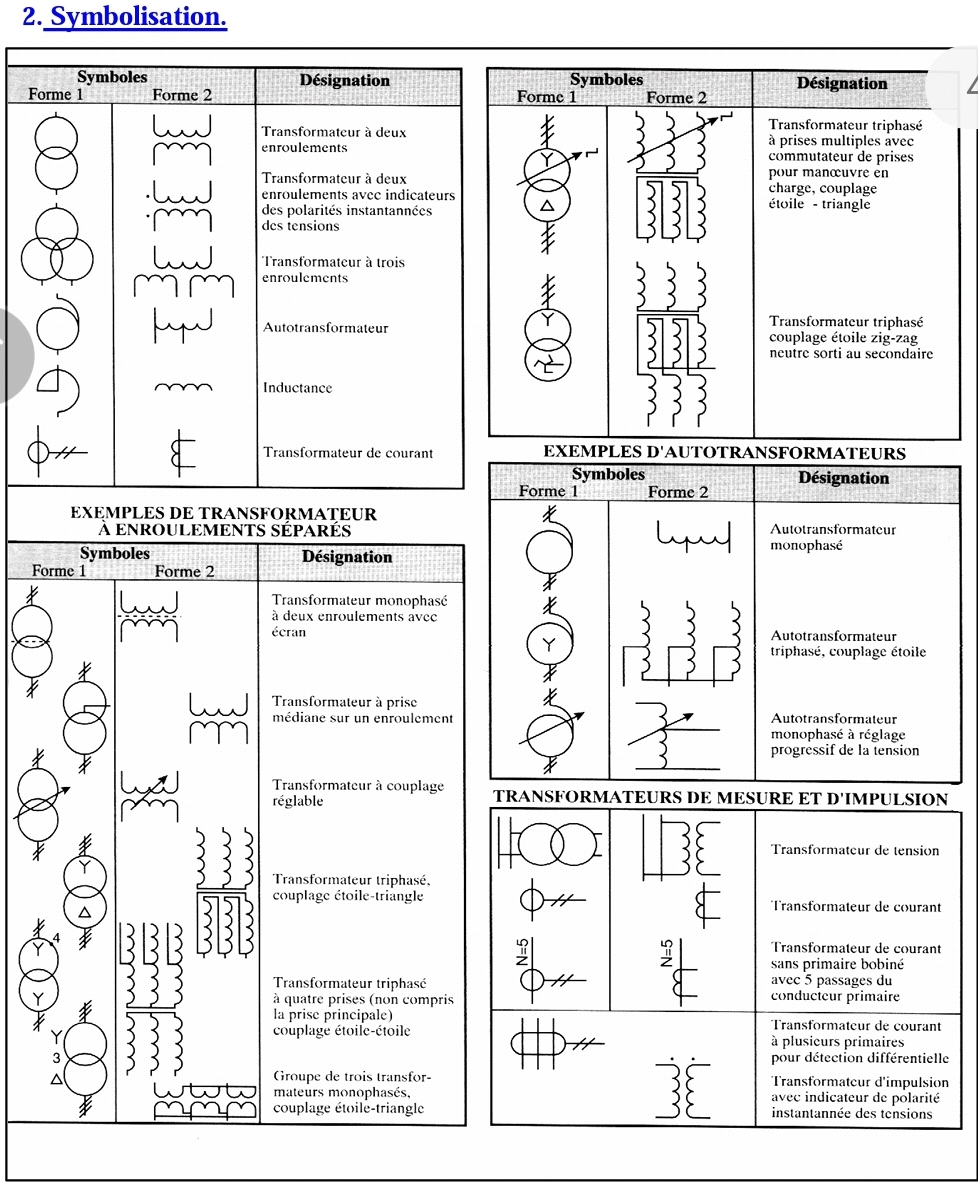 2. Symbolisation.
Symboles
Désignation
Forme 1
Forme 2
Transformateur à deux
enroulements
Transformateur à deux
enroulements avec indicateurs
des polarités instantannées
des tensions
Transformateur à trois
enroulements
Autotransformateur
Inductance
Transformateur de courant
EXEMPLES DE TRANSFORMATEUR
À ENROULEMENTS SÉPARÉS
Symboles
Désignation
Forme 1
Forme 2
Transformateur monophasé
à deux enroulements avec
écran
Transformateur à prise
médiane sur un enroulement
Transformateur à couplage
réglable
Y
Δ
Transformateur triphasé,
couplage étoile-triangle
Y
4
Y
Transformateur triphasé
à quatre prises (non compris
la prise principale)
couplage étoile-étoile
Y
3
Δ
Groupe de trois transfor-
mateurs monophasés,
couplage étoile-triangle
Symboles
Désignation
Forme 1
Forme 2
Y
Δ
Transformateur triphasé
à prises multiples avec
commutateur de prises
pour manœuvre en
charge, couplage
étoile - triangle
Y
Transformateur triphasé
couplage étoile zig-zag
neutre sorti au secondaire
EXEMPLES D'AUTOTRANSFORMATEURS
Symboles
Désignation
Forme 1
Forme 2
Autotransformateur
monophasé
Y
Autotransformateur
triphasé, couplage étoile
Autotransformateur
monophasé à réglage
progressif de la tension
TRANSFORMATEURS DE MESURE ET D'IMPULSION
Transformateur de tension
Transformateur de courant
N=5
N=5
Transformateur de courant
sans primaire bobiné
avec 5 passages du
conducteur primaire
Transformateur de courant
à plusieurs primaires
pour détection différentielle
Transformateur d'impulsion
avec indicateur de polarité
instantannée des tensions